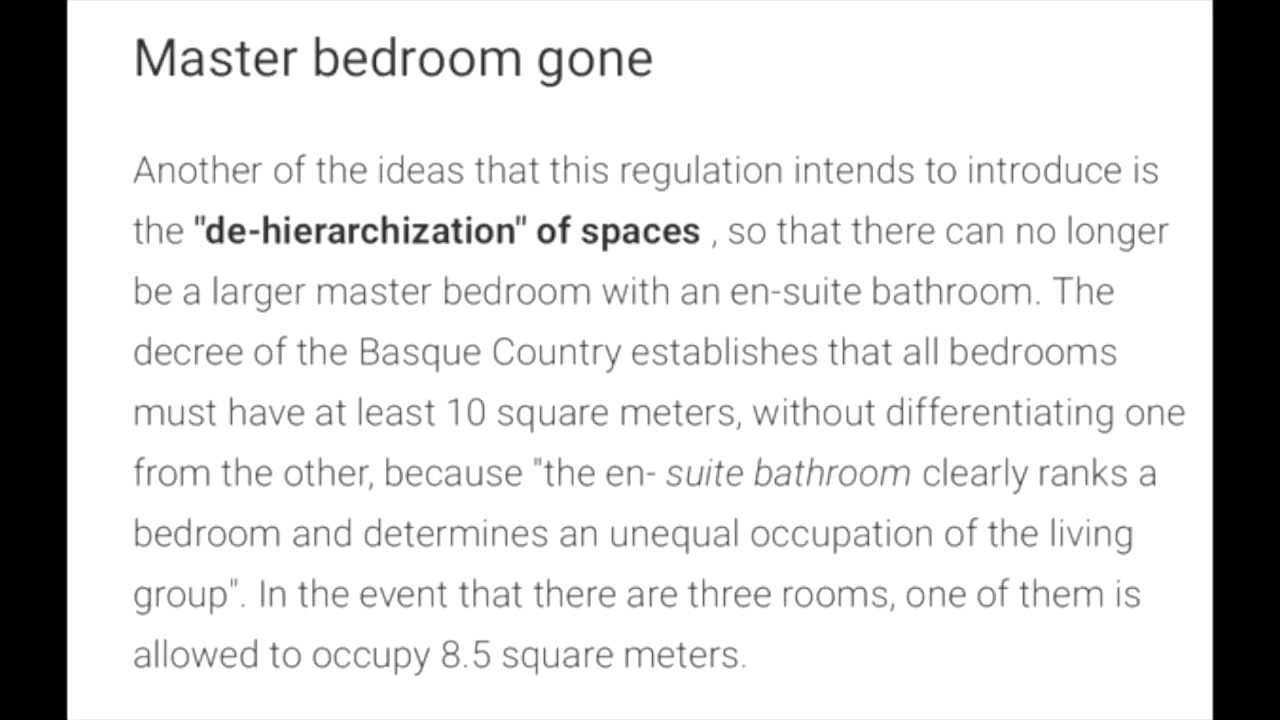 Master bedroom gone
Another of the ideas that this regulation intends to introduce is
the "de-hierarchization" of spaces , so that there can no longer
be a larger master bedroom with an en-suite bathroom. The
decree of the Basque Country establishes that all bedrooms
must have at least 10 square meters, without differentiating one
from the other, because "the en- suite bathroom clearly ranks a
bedroom and determines an unequal occupation of the living
group". In the event that there are three rooms, one of them is
allowed to occupy 8.5 square meters.